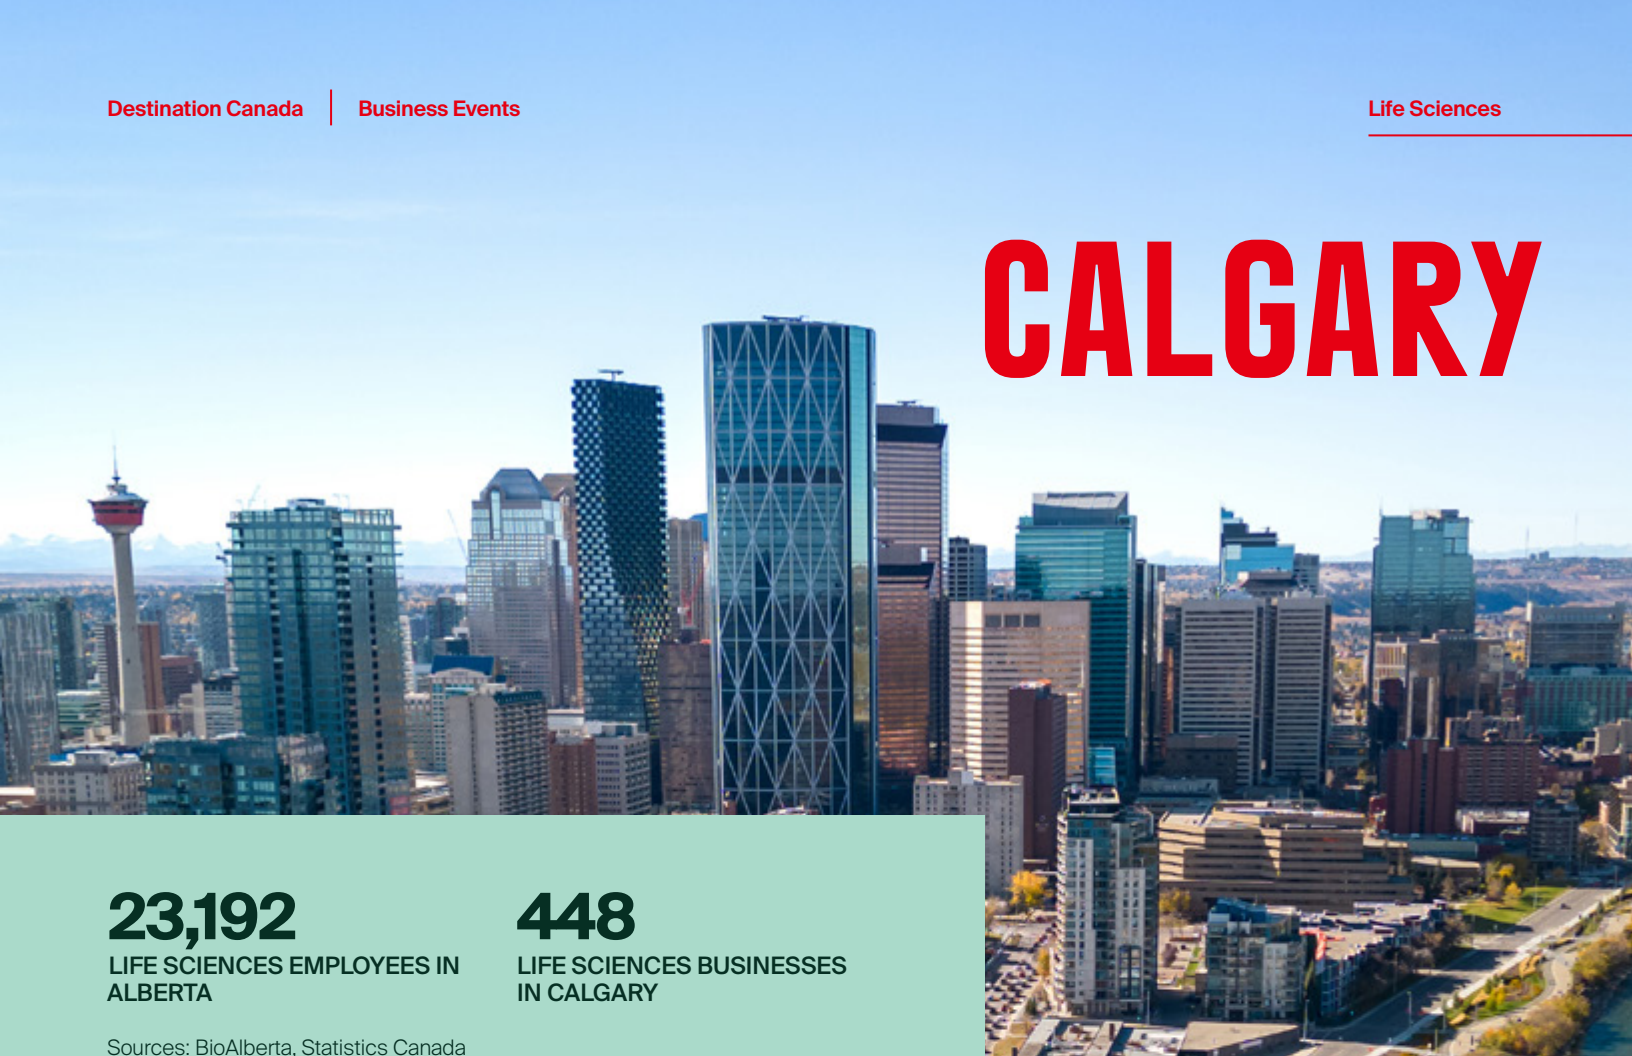 Destination Canada | Business Events
Life Sciences
CALGARY
23,192
LIFE SCIENCES EMPLOYEES IN
ALBERTA
448
LIFE SCIENCES BUSINESSES
IN CALGARY
Sources: BioAlberta, Statistics Canada